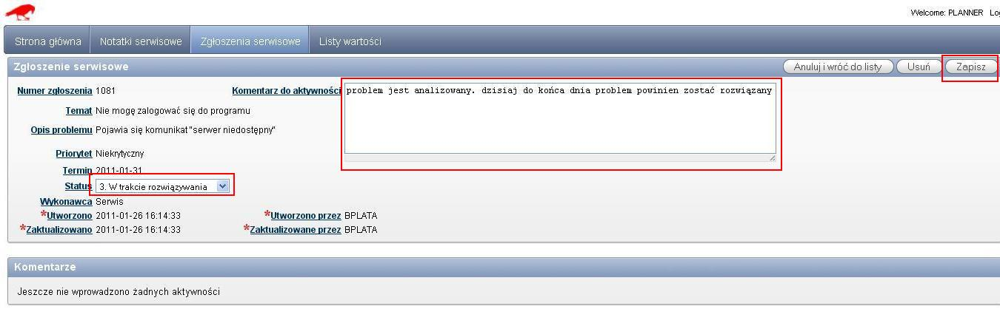 Welcome: PLANNER
Strona główna Notatki serwisowe Zgłoszenia serwisowe Listy wartości
Zgłoszenie serwisowe Anuluj i wróć do listy Usuń Zapisz
Numer zgłoszenia 1081 Komentarz do aktywności problem jest analizowany. dzisiaj do końca dnia problem powinien zostać rozwiązany
Temat Nie mogę zalogować się do programu
Opis problemu Pojawia się komunikat "serwer niedostępny"
Priorytet Niekrytyczny
Termin 2011-01-31
Status 3. W trakcie rozwiązywania
Wykonawca Serwis
*Utworzono 2011-01-26 16:14:33 *Utworzono przez BPLATA
*Zaktualizowano 2011-01-26 16:14:33 *Zaktualizowane przez BPLATA
Komentarze
Jeszcze nie wprowadzono żadnych aktywności